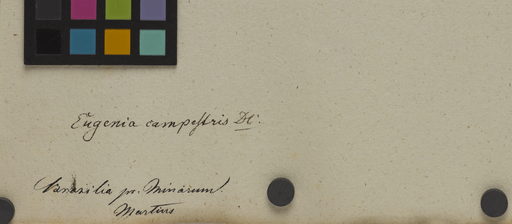 Eugenia campestris DC.
Brasilia pr. Minarum
Martius